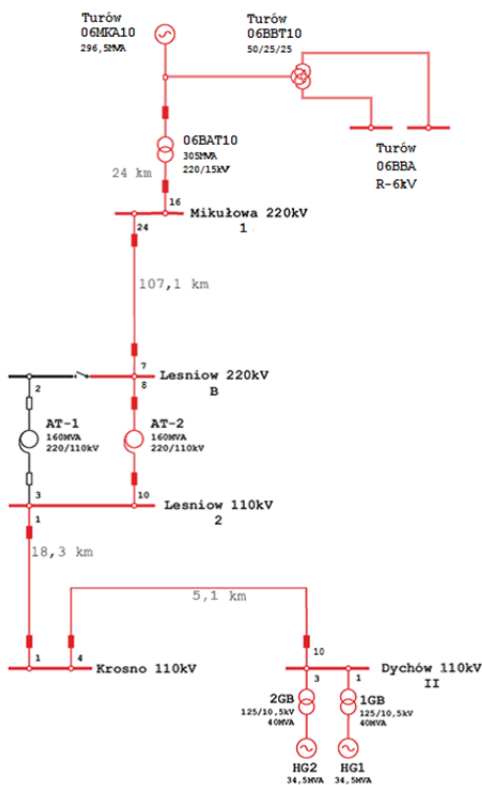 Turów
06MKA10
296,5MVA
Turów
06BBT10
50/25/25
06BAT10
305MVA
220/15kV
24 km
Turów
06BBA
R-6kV
16
Mikułowa 220kV
1
24
107,1 km
7
Lesniow 220kV
B
2
8
AT-1
160MVA
220/110kV
AT-2
160MVA
220/110kV
3
10
Lesniow 110kV
2
1
18,3 km
5,1 km
1
4
Krosno 110kV
10
Dychów 110kV
II
3
1
2GB
125/10,5kV
40MVA
1GB
125/10,5kV
40MVA
HG2
34,5MVA
HG1
34,5MVA